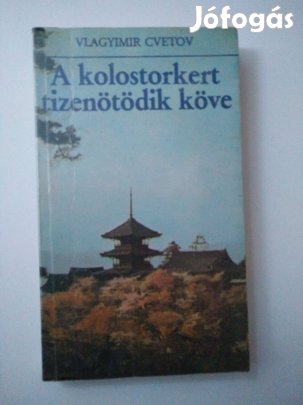 Jófogás
VLAGYIMIR CVETOV
A kolostorkert
tizenötödik köve